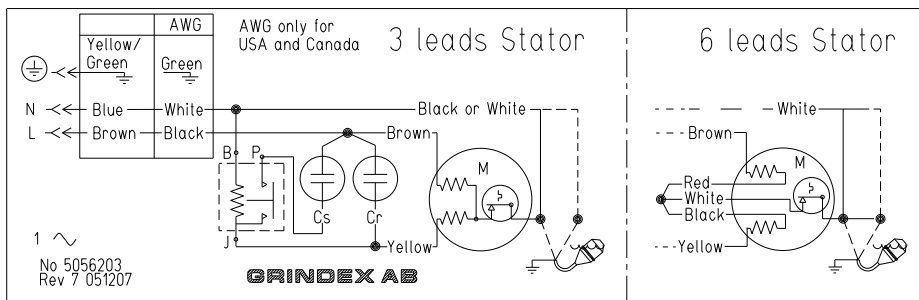 AWG
AWG only for
USA and Canada
3 leads Stator
6 leads Stator
Yellow/
Green
Green
N
Blue
White
Black or White
White
L
Brown
Black
Brown
Brown
B
P
M
M
Red
White
Black
Cs
Cr
J
Yellow
Yellow
1
No 5056203
Rev 7 051207
GRINDEX AB